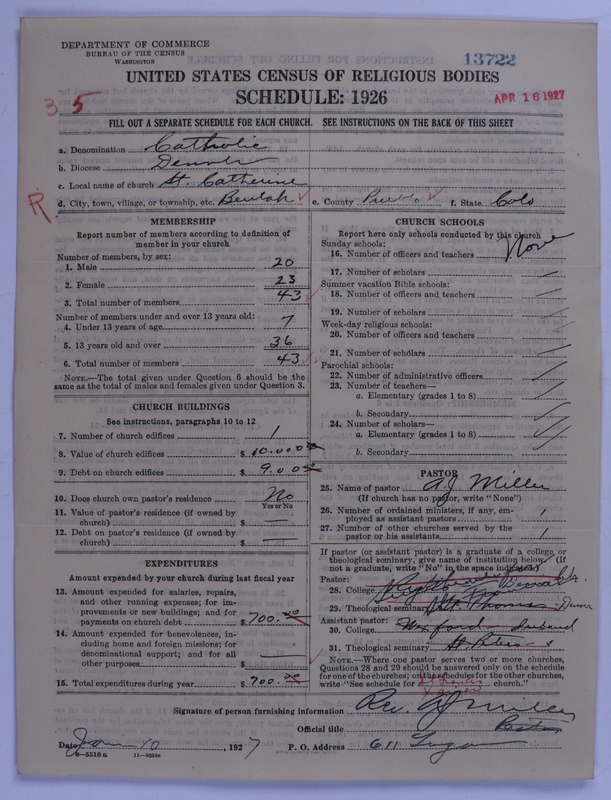 DEPARTMENT OF COMMERCE
BUREAU OF THE CENSUS
WASHINGTON
13722
UNITED STATES CENSUS OF RELIGIOUS BODIES
SCHEDULE: 1926
APR 16 1927
35
FILL OUT A SEPARATE SCHEDULE FOR EACH CHURCH. SEE INSTRUCTIONS ON THE BACK OF THIS SHEET
a. Denomination Catholic
b. Diocese Denver
c. Local name of church St. Catherine
R
d. City, town, village, or township, etc. Beulah e. County Pueblo f. State Colo
MEMBERSHIP
Report number of members according to definition of
member in your church
Number of members, by sex:
1. Male 20
2. Female 23
3. Total number of members 43
Number of members under and over 13 years old:
4. Under 13 years of age 7
5. 13 years old and over 36
6. Total number of members 43
NOTE.—The total given under Question 6 should be the
same as the total of males and females given under Question 3.
CHURCH BUILDINGS
See instructions, paragraphs 10 to 12
7. Number of church edifices 1
8. Value of church edifices $
9. Debt on church edifices $
10. Does church own pastor's residence No
Yes or No
11. Value of pastor's residence (if owned by
church) $ —
12. Debt on pastor's residence (if owned by
church) $ —
EXPENDITURES
Amount expended by your church during last fiscal year
13. Amount expended for salaries, repairs,
and other running expenses; for im-
provements or new buildings; and for
payments on church debt $ 700.00
14. Amount expended for benevolences, in-
cluding home and foreign missions; for
denominational support; and for all
other purposes $ —
15. Total expenditures during year $ 700.00
CHURCH SCHOOLS
Report here only schools conducted by this church
Sunday schools:
16. Number of officers and teachers None
17. Number of scholars
Summer vacation Bible schools:
18. Number of officers and teachers
19. Number of scholars
Week-day religious schools:
20. Number of officers and teachers
21. Number of scholars
Parochial schools:
22. Number of administrative officers
23. Number of teachers—
a. Elementary (grades 1 to 8)
b. Secondary
24. Number of scholars—
a. Elementary (grades 1 to 8)
b. Secondary
PASTOR
25. Name of pastor AJ Miller
(If church has no pastor, write "None")
26. Number of ordained ministers, if any, em-
ployed as assistant pastors 1
27. Number of other churches served by the
pastor or his assistants 1
If pastor (or assistant pastor) is a graduate of a college or
theological seminary, give name of institution below (If
not a graduate, write "No" in the space indicated)
Pastor:
28. College
29. Theological seminary St Thomas Denver
Assistant pastor:
30. College
31. Theological seminary
NOTE.—Where one pastor serves two or more churches,
Questions 28 and 29 should be answered only on the schedule
for one of the churches; on the schedules for the other churches,
write "See schedule for church."
Signature of person furnishing information Rev. AJ Miller
Official title
Date Jan 10, 1927 P. O. Address 611
8—5518a 11—9034a